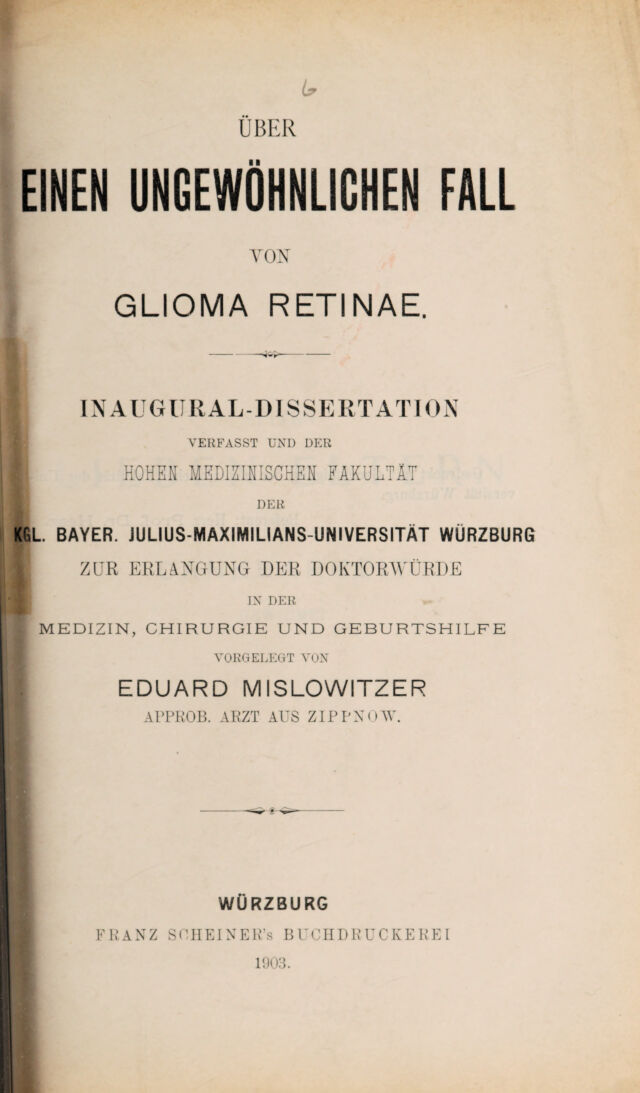 6
ÜBER
EINEN UNGEWÖHNLICHEN FALL
VON
GLIOMA RETINAE.
INAUGURAL-DISSERTATION
VERFASST UND DER
HOHEN MEDIZINISCHEN FAKULTÄT
DER
KGL. BAYER. JULIUS-MAXIMILIANS-UNIVERSITÄT WÜRZBURG
ZUR ERLANGUNG DER DOKTORWÜRDE
IN DER
MEDIZIN, CHIRURGIE UND GEBURTSHILFE
VORGELEGT VON
EDUARD MISLOWITZER
APPROB. ARZT AUS ZIPPNOW.
WÜRZBURG
FRANZ SCHEINER's BUCHDRUCKEREI
1903.